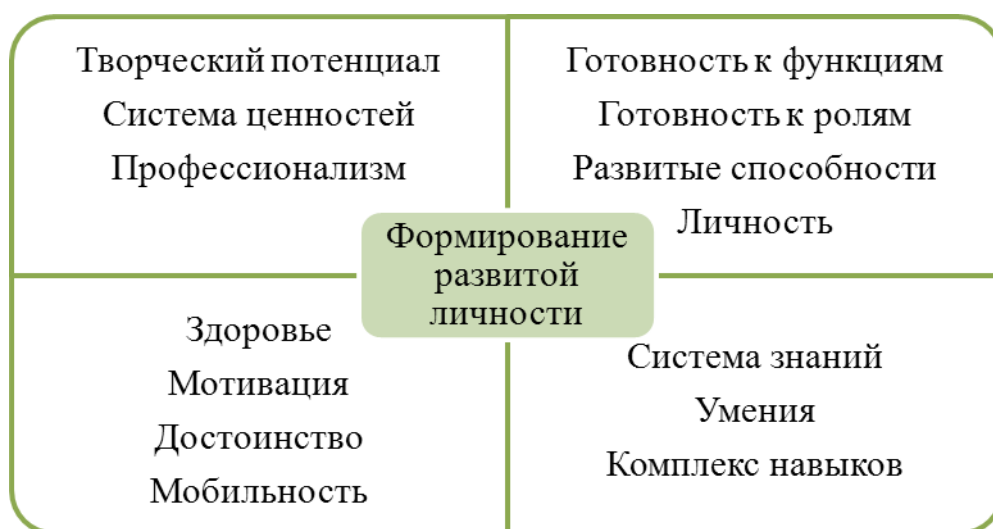 Творческий потенциал
Система ценностей
Профессионализм
Готовность к функциям
Готовность к ролям
Развитые способности
Личность
Формирование
развитой
личности
Здоровье
Мотивация
Достоинство
Мобильность
Система знаний
Умения
Комплекс навыков